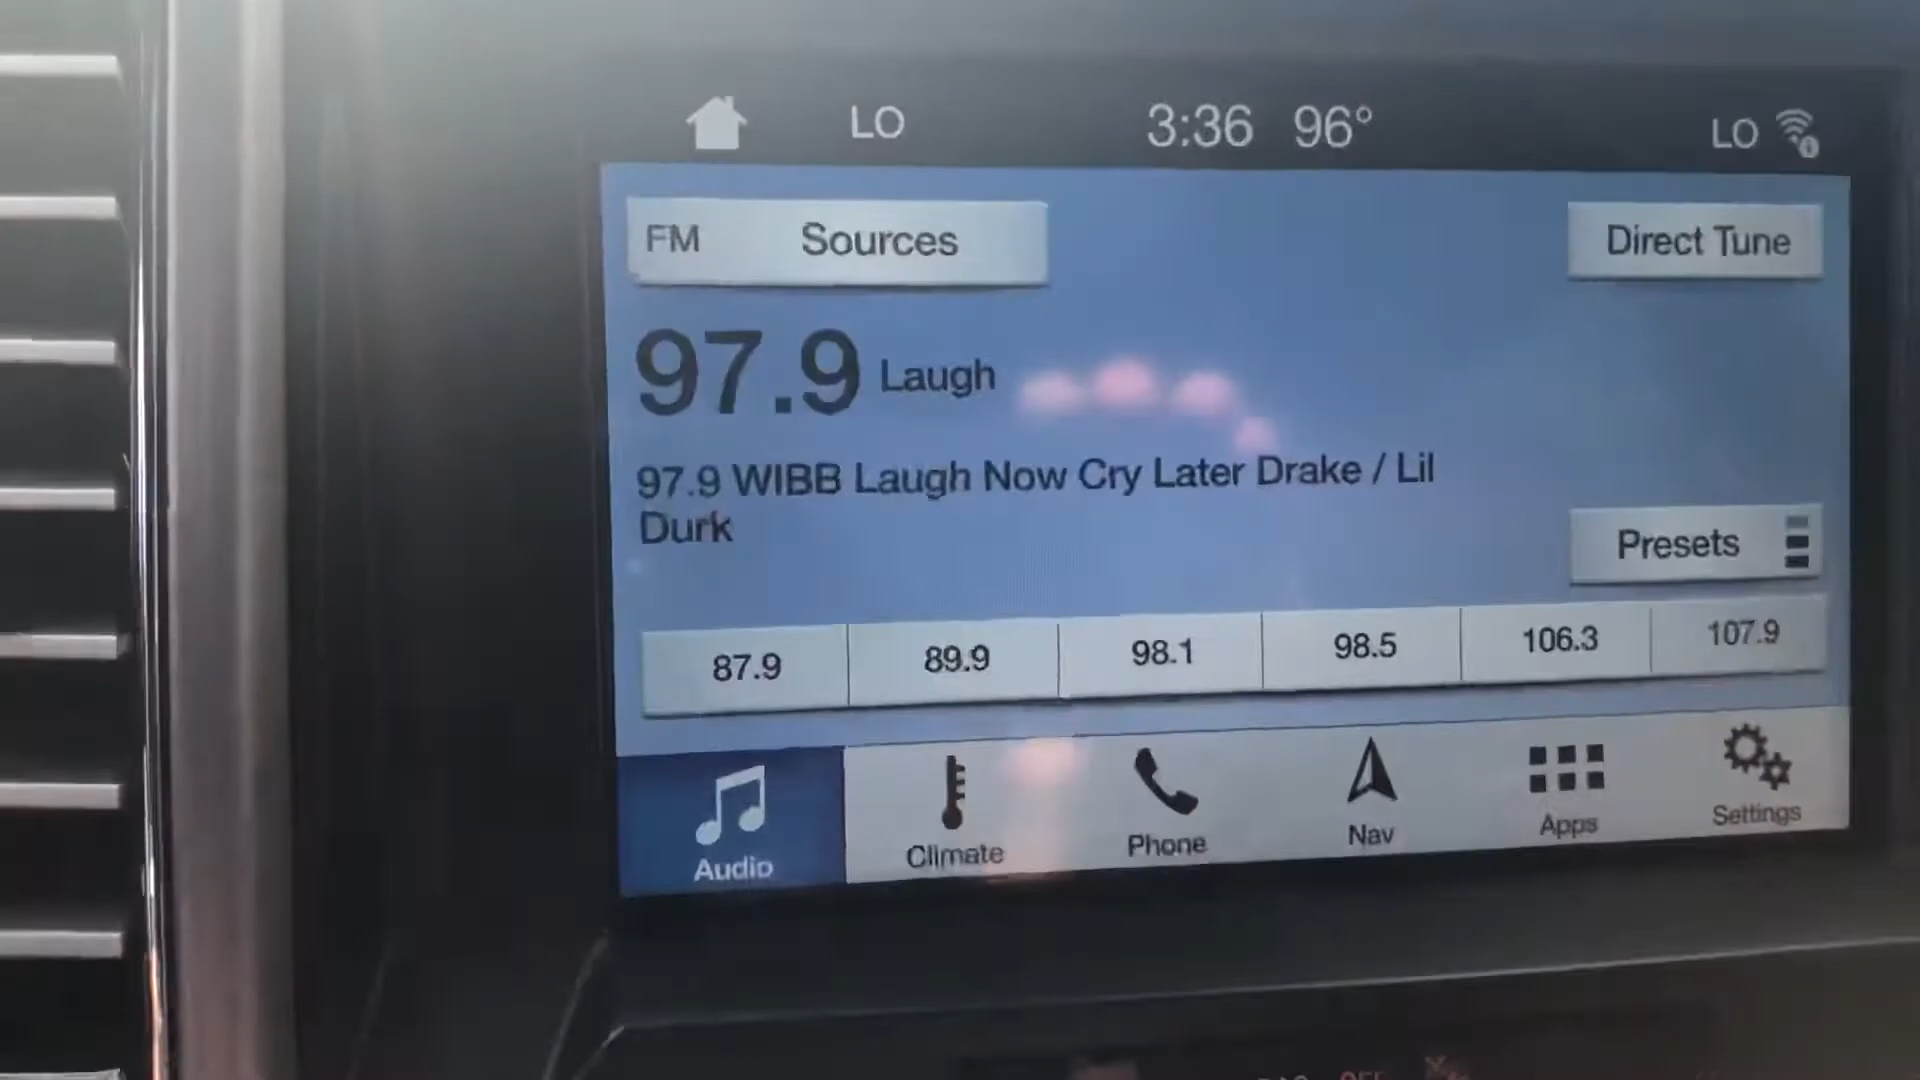 LO 3:36 96° LO
FM Sources Direct Tune
97.9 Laugh
97.9 WIBB Laugh Now Cry Later Drake / Lil
Durk
Presets
87.9 89.9 98.1 98.5 106.3 107.9
Audio Climate Phone Nav Apps Settings